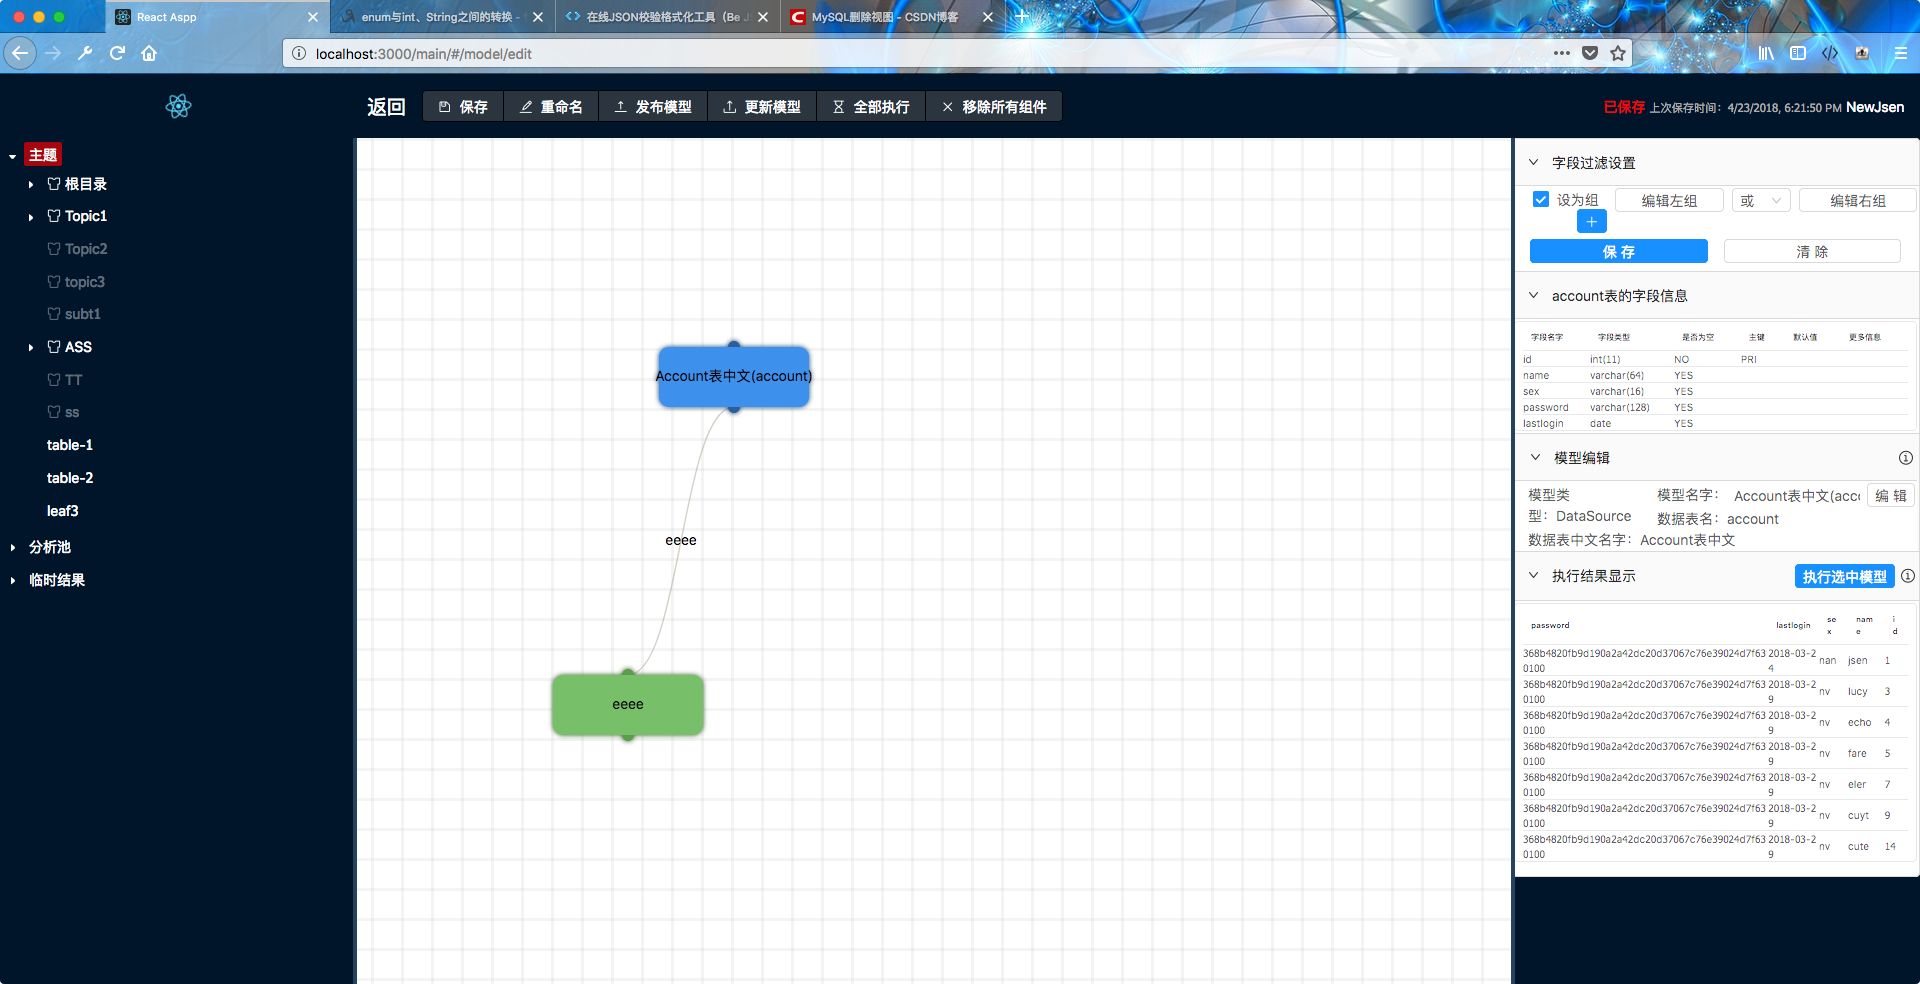 React Aspp
enum与int、String之间的转换 -
在线JSON校验格式化工具（Be J
MySQL删除视图 - CSDN博客
localhost:3000/main/#/model/edit
返回
保存
重命名
发布模型
更新模型
全部执行
移除所有组件
已保存 上次保存时间：4/23/2018, 6:21:50 PM NewJsen
主题
根目录
Topic1
Topic2
topic3
subt1
ASS
TT
ss
table-1
table-2
leaf3
分析池
临时结果
Account表中文(account)
eeee
eeee
字段过滤设置
设为组 编辑左组 或 编辑右组
保 存 清 除
account表的字段信息
字段名字 字段类型 是否为空 主键 默认值 更多信息
id int(11) NO PRI
name varchar(64) YES
sex varchar(16) YES
password varchar(128) YES
lastlogin date YES
模型编辑
模型类型：DataSource
模型名字： Account表中文(acco 编 辑
数据表名：account
数据表中文名字：Account表中文
执行结果显示 执行选中模型
password lastlogin sex name id
368b4820fb9d190a2a42dc20d37067c76e39024d7f630100 2018-03-24 nan jsen 1
368b4820fb9d190a2a42dc20d37067c76e39024d7f630100 2018-03-29 nv lucy 3
368b4820fb9d190a2a42dc20d37067c76e39024d7f630100 2018-03-29 nv echo 4
368b4820fb9d190a2a42dc20d37067c76e39024d7f630100 2018-03-29 nv fare 5
368b4820fb9d190a2a42dc20d37067c76e39024d7f630100 2018-03-29 nv eler 7
368b4820fb9d190a2a42dc20d37067c76e39024d7f630100 2018-03-29 nv cuyt 9
368b4820fb9d190a2a42dc20d37067c76e39024d7f630100 2018-03-29 nv cute 14